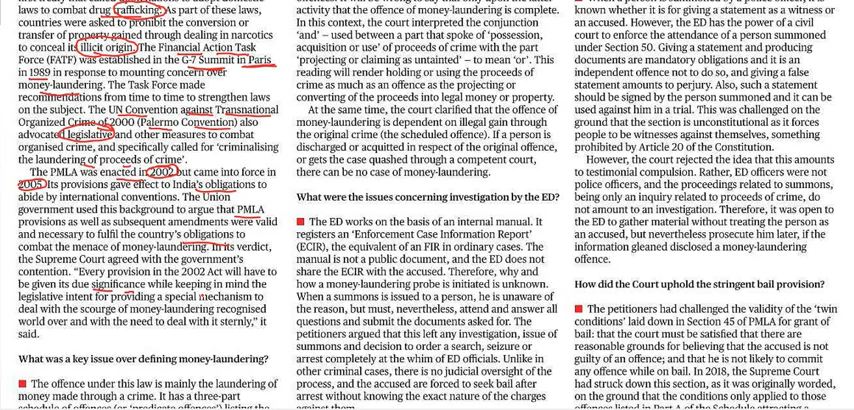 laws to combat drug trafficking. As part of these laws,
countries were asked to prohibit the conversion or
transfer of property gained through dealing in narcotics
to conceal its illicit origin. The Financial Action Task
Force (FATF) was established in the G-7 Summit in Paris
in 1989 in response to mounting concern over
money-laundering. The Task Force made
recommendations from time to time to strengthen laws
on the subject. The UN Convention against Transnational
Organized Crime of 2000 (Palermo Convention) also
advocated legislative and other measures to combat
organised crime, and specifically called for 'criminalising
the laundering of proceeds of crime'.
The PMLA was enacted in 2002 but came into force in
2005. Its provisions gave effect to India's obligations to
abide by international conventions. The Union
government used this background to argue that PMLA
provisions as well as subsequent amendments were valid
and necessary to fulfil the country's obligations to
combat the menace of money-laundering. In its verdict,
the Supreme Court agreed with the government's
contention. "Every provision in the 2002 Act will have to
be given its due significance while keeping in mind the
legislative intent for providing a special mechanism to
deal with the scourge of money-laundering recognised
world over and with the need to deal with it sternly," it
said.
What was a key issue over defining money-laundering?
The offence under this law is mainly the laundering of
money made through a crime. It has a three-part
schedule of offences (or 'predicate offences') listing the
activity that the offence of money-laundering is complete.
In this context, the court interpreted the conjunction
'and' – used between a part that spoke of 'possession,
acquisition or use' of proceeds of crime with the part
'projecting or claiming as untainted' – to mean 'or'. This
reading will render holding or using the proceeds of
crime as much as an offence as the projecting or
converting of the proceeds into legal money or property.
At the same time, the court clarified that the offence of
money-laundering is dependent on illegal gain through
the original crime (the scheduled offence). If a person is
discharged or acquitted in respect of the original offence,
or gets the case quashed through a competent court,
there can be no case of money-laundering.
What were the issues concerning investigation by the ED?
The ED works on the basis of an internal manual. It
registers an 'Enforcement Case Information Report'
(ECIR), the equivalent of an FIR in ordinary cases. The
manual is not a public document, and the ED does not
share the ECIR with the accused. Therefore, why and
how a money-laundering probe is initiated is unknown.
When a summons is issued to a person, he is unaware of
the reason, but must, nevertheless, attend and answer all
questions and submit the documents asked for. The
petitioners argued that this left any investigation, issue of
summons and decision to order a search, seizure or
arrest completely at the whim of ED officials. Unlike in
other criminal cases, there is no judicial oversight of the
process, and the accused are forced to seek bail after
arrest without knowing the exact nature of the charges
against them.
known whether it is for giving a statement as a witness or
an accused. However, the ED has the power of a civil
court to enforce the attendance of a person summoned
under Section 50. Giving a statement and producing
documents are mandatory obligations and it is an
independent offence not to do so, and giving a false
statement amounts to perjury. Also, such a statement
should be signed by the person summoned and it can be
used against him in a trial. This was challenged on the
ground that the section is unconstitutional as it forces
people to be witnesses against themselves, something
prohibited by Article 20 of the Constitution.
However, the court rejected the idea that this amounts
to testimonial compulsion. Rather, ED officers were not
police officers, and the proceedings related to summons,
being only an inquiry related to proceeds of crime, do
not amount to an investigation. Therefore, it was open to
the ED to gather material without treating the person as
an accused, but nevertheless prosecute him later, if the
information gleaned disclosed a money-laundering
offence.
How did the Court uphold the stringent bail provision?
The petitioners had challenged the validity of the 'twin
conditions' laid down in Section 45 of PMLA for grant of
bail: that the court must be satisfied that there are
reasonable grounds for believing that the accused is not
guilty of an offence; and that he is not likely to commit
any offence while on bail. In 2018, the Supreme Court
had struck down this section, as it was originally worded,
on the ground that the conditions only applied to those
offences listed in Part A of the Schedule